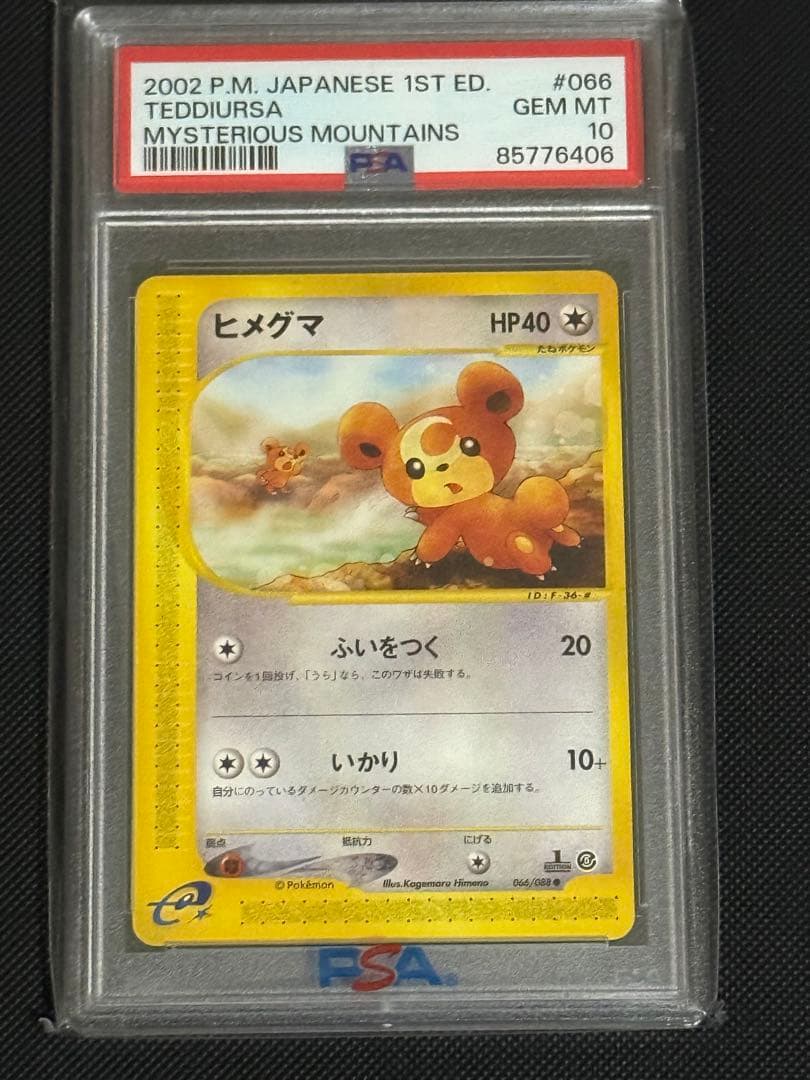 2002 P.M. JAPANESE 1ST ED. #066
TEDDIURSA GEM MT
MYSTERIOUS MOUNTAINS 10
PSA 85776406
ヒメグマ HP40
たねポケモン
ID:F-36-#
ふいをつく 20
コインを1回投げ、「うら」なら、このワザは失敗する。
いかり 10+
自分にのっているダメージカウンターの数×10ダメージを追加する。
弱点 抵抗力 にげる
1 EDITION
©Pokémon Illus.Kagemaru Himeno 066/088
e
PSA